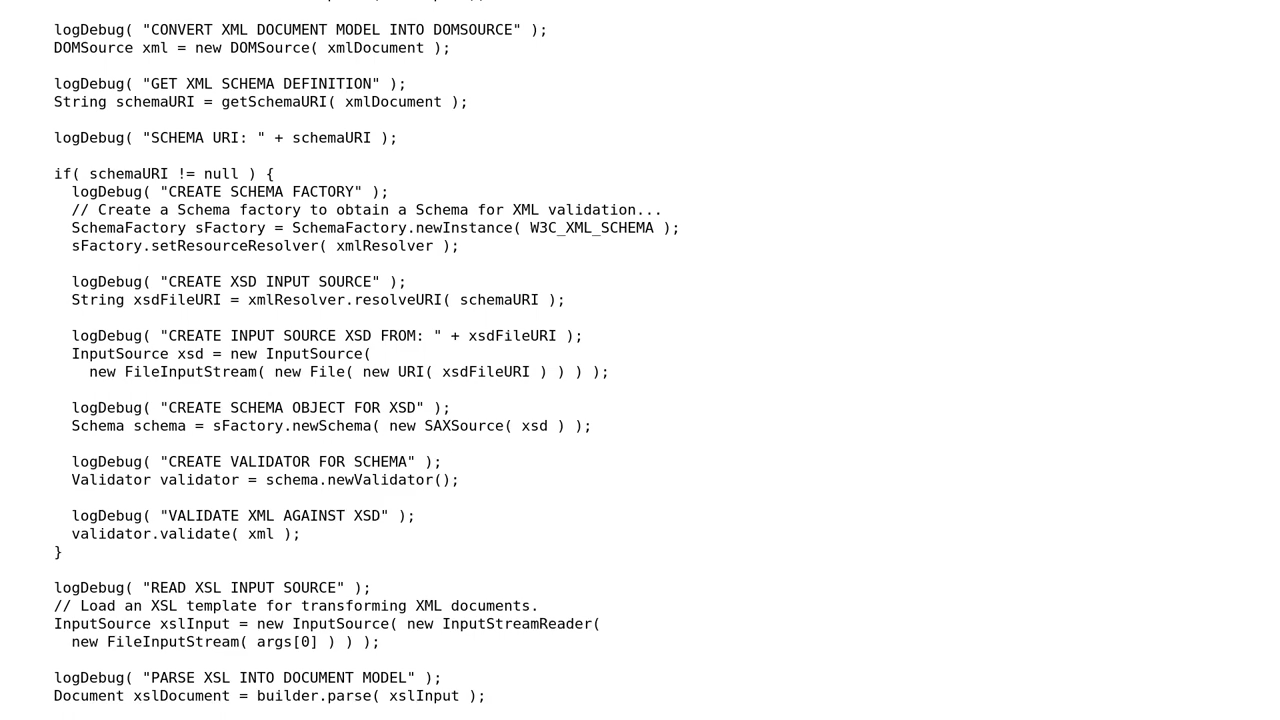 logDebug( "CONVERT XML DOCUMENT MODEL INTO DOMSOURCE" );
DOMSource xml = new DOMSource( xmlDocument );

logDebug( "GET XML SCHEMA DEFINITION" );
String schemaURI = getSchemaURI( xmlDocument );

logDebug( "SCHEMA URI: " + schemaURI );

if( schemaURI != null ) {
  logDebug( "CREATE SCHEMA FACTORY" );
  // Create a Schema factory to obtain a Schema for XML validation...
  SchemaFactory sFactory = SchemaFactory.newInstance( W3C_XML_SCHEMA );
  sFactory.setResourceResolver( xmlResolver );

  logDebug( "CREATE XSD INPUT SOURCE" );
  String xsdFileURI = xmlResolver.resolveURI( schemaURI );

  logDebug( "CREATE INPUT SOURCE XSD FROM: " + xsdFileURI );
  InputSource xsd = new InputSource(
    new FileInputStream( new File( new URI( xsdFileURI ) ) ) );

  logDebug( "CREATE SCHEMA OBJECT FOR XSD" );
  Schema schema = sFactory.newSchema( new SAXSource( xsd ) );

  logDebug( "CREATE VALIDATOR FOR SCHEMA" );
  Validator validator = schema.newValidator();

  logDebug( "VALIDATE XML AGAINST XSD" );
  validator.validate( xml );
}

logDebug( "READ XSL INPUT SOURCE" );
// Load an XSL template for transforming XML documents.
InputSource xslInput = new InputSource( new InputStreamReader(
  new FileInputStream( args[0] ) ) );

logDebug( "PARSE XSL INTO DOCUMENT MODEL" );
Document xslDocument = builder.parse( xslInput );